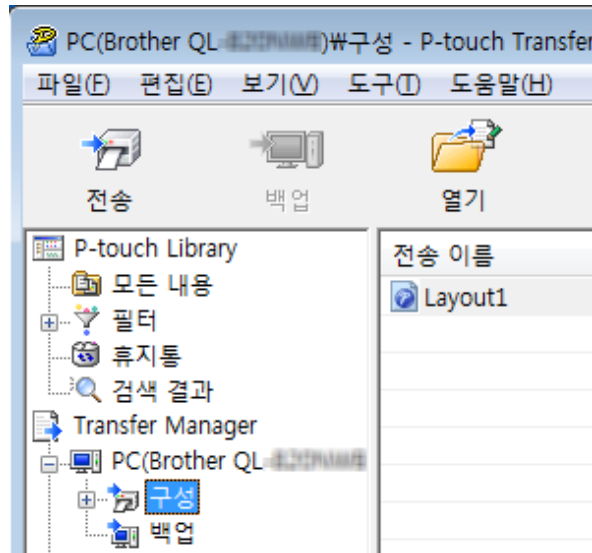 PC(Brother QL- )₩구성 - P-touch Transfer
파일(F) 편집(E) 보기(V) 도구(T) 도움말(H)
전송 백업 열기
P-touch Library
모든 내용
필터
휴지통
검색 결과
Transfer Manager
PC(Brother QL-
구성
백업
전송 이름
Layout1